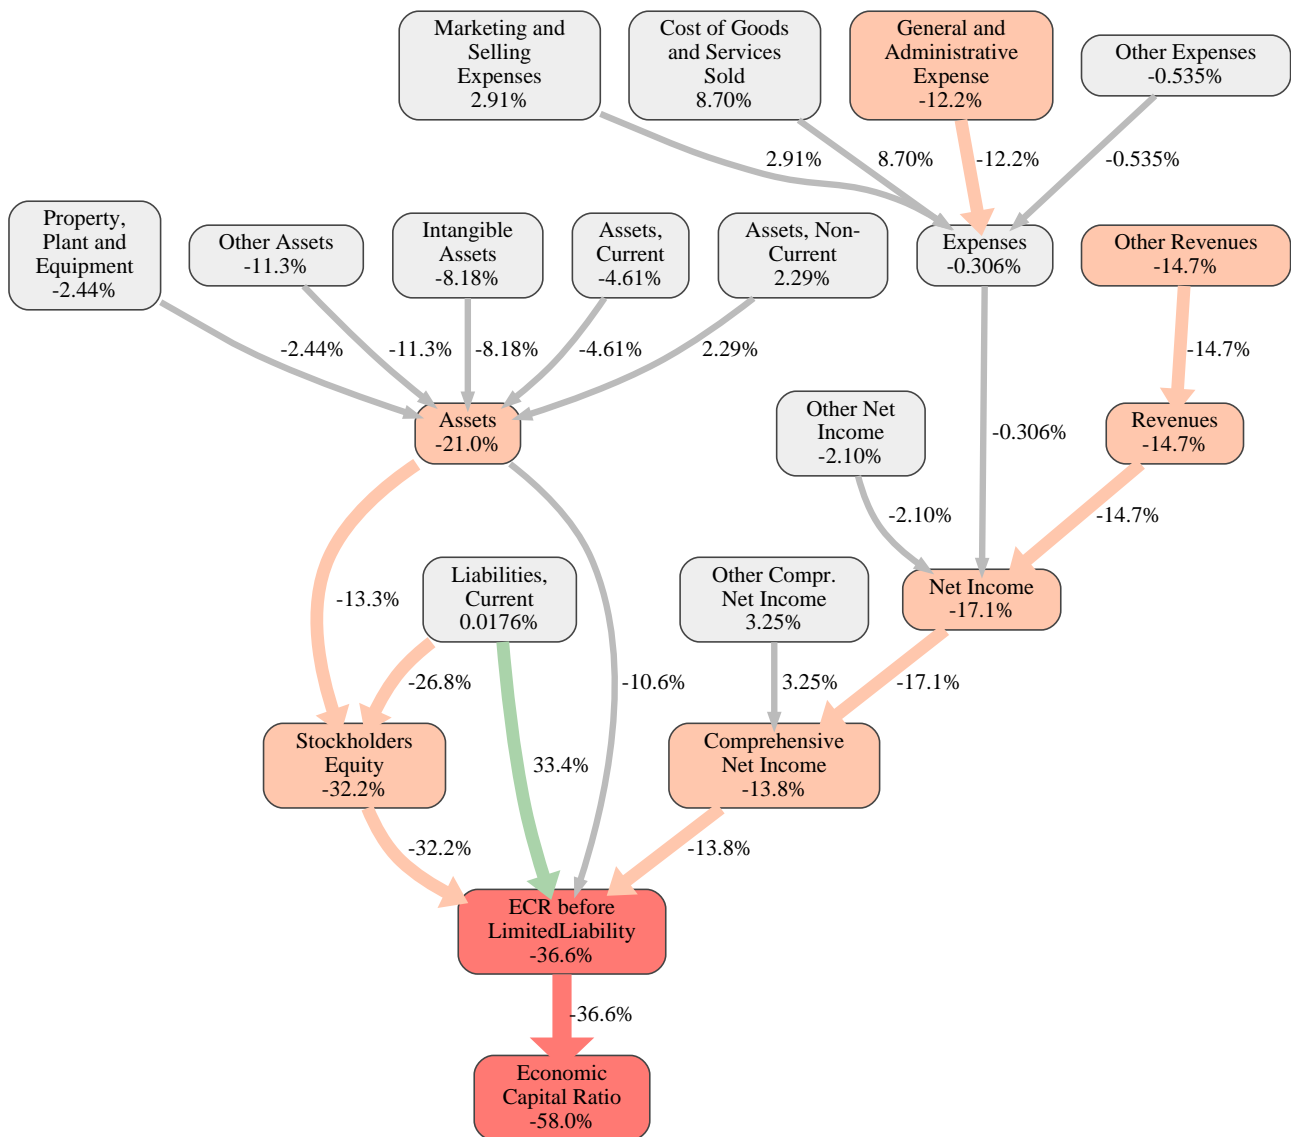 Marketing and
Selling
Expenses
2.91%
Cost of Goods
and Services
Sold
8.70%
General and
Administrative
Expense
-12.2%
Other Expenses
-0.535%
2.91%
8.70%
-12.2%
-0.535%
Property,
Plant and
Equipment
-2.44%
Other Assets
-11.3%
Intangible
Assets
-8.18%
Assets,
Current
-4.61%
Assets, Non-
Current
2.29%
Expenses
-0.306%
Other Revenues
-14.7%
-2.44%
-11.3%
-8.18%
-4.61%
2.29%
-14.7%
Assets
-21.0%
Other Net
Income
-2.10%
-0.306%
Revenues
-14.7%
-2.10%
-14.7%
-13.3%
Liabilities,
Current
0.0176%
Other Compr.
Net Income
3.25%
Net Income
-17.1%
-26.8%
-10.6%
3.25%
-17.1%
Stockholders
Equity
-32.2%
33.4%
Comprehensive
Net Income
-13.8%
-32.2%
-13.8%
ECR before
LimitedLiability
-36.6%
-36.6%
Economic
Capital Ratio
-58.0%